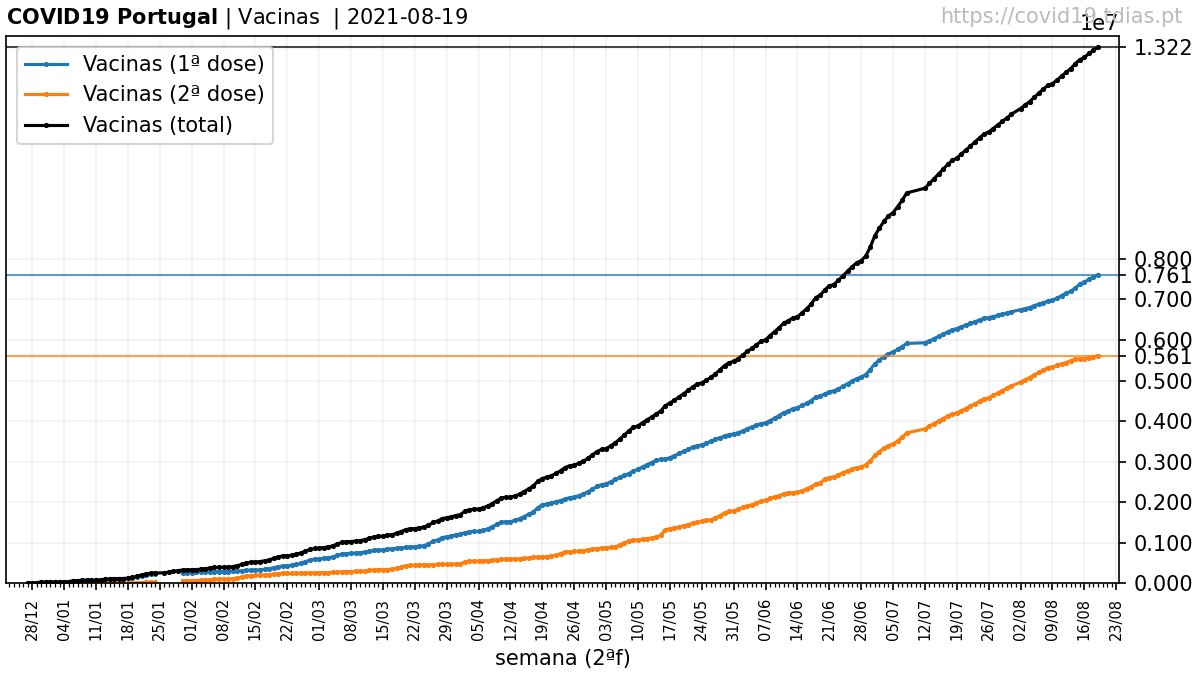 COVID19 Portugal | Vacinas | 2021-08-19
https://covid19.tdias.pt
1e7
Vacinas (1ª dose)
Vacinas (2ª dose)
Vacinas (total)
1.322
0.800
0.761
0.700
0.600
0.561
0.500
0.400
0.300
0.200
0.100
0.000
28/12 04/01 11/01 18/01 25/01 01/02 08/02 15/02 22/02 01/03 08/03 15/03 22/03 29/03 05/04 12/04 19/04 26/04 03/05 10/05 17/05 24/05 31/05 07/06 14/06 21/06 28/06 05/07 12/07 19/07 26/07 02/08 09/08 16/08 23/08
semana (2ªf)